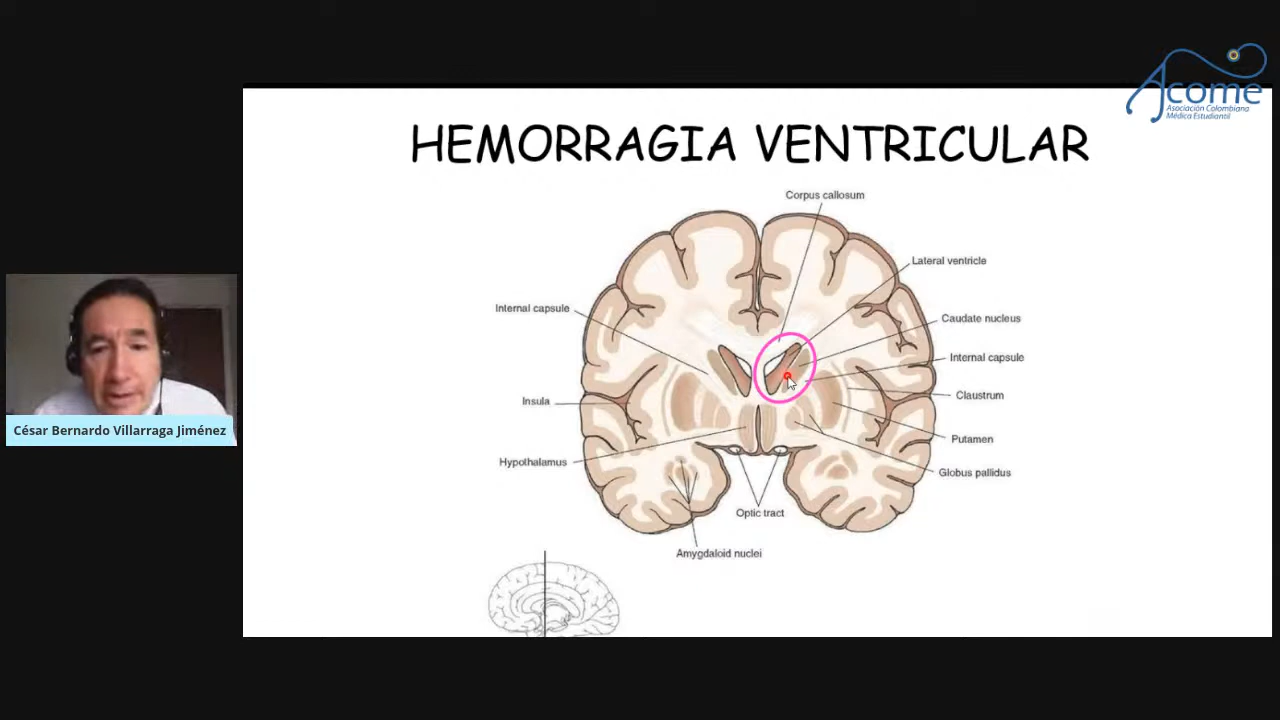 Acome
Asociación Colombiana
Médica Estudiantil
HEMORRAGIA VENTRICULAR
Corpus callosum
Lateral ventricle
Internal capsule
Caudate nucleus
Internal capsule
Claustrum
Insula
Putamen
Hypothalamus
Globus pallidus
Optic tract
Amygdaloid nuclei
César Bernardo Villarraga Jiménez